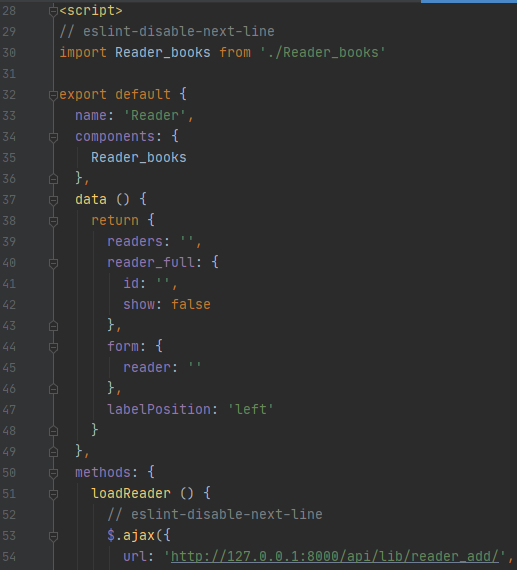 28 <script>
29 // eslint-disable-next-line
30 import Reader_books from './Reader_books'
31
32 export default {
33   name: 'Reader',
34   components: {
35     Reader_books
36   },
37   data () {
38     return {
39       readers: '',
40       reader_full: {
41         id: '',
42         show: false
43       },
44       form: {
45         reader: ''
46       },
47       labelPosition: 'left'
48     }
49   },
50   methods: {
51     loadReader () {
52       // eslint-disable-next-line
53       $.ajax({
54         url: 'http://127.0.0.1:8000/api/lib/reader_add/',